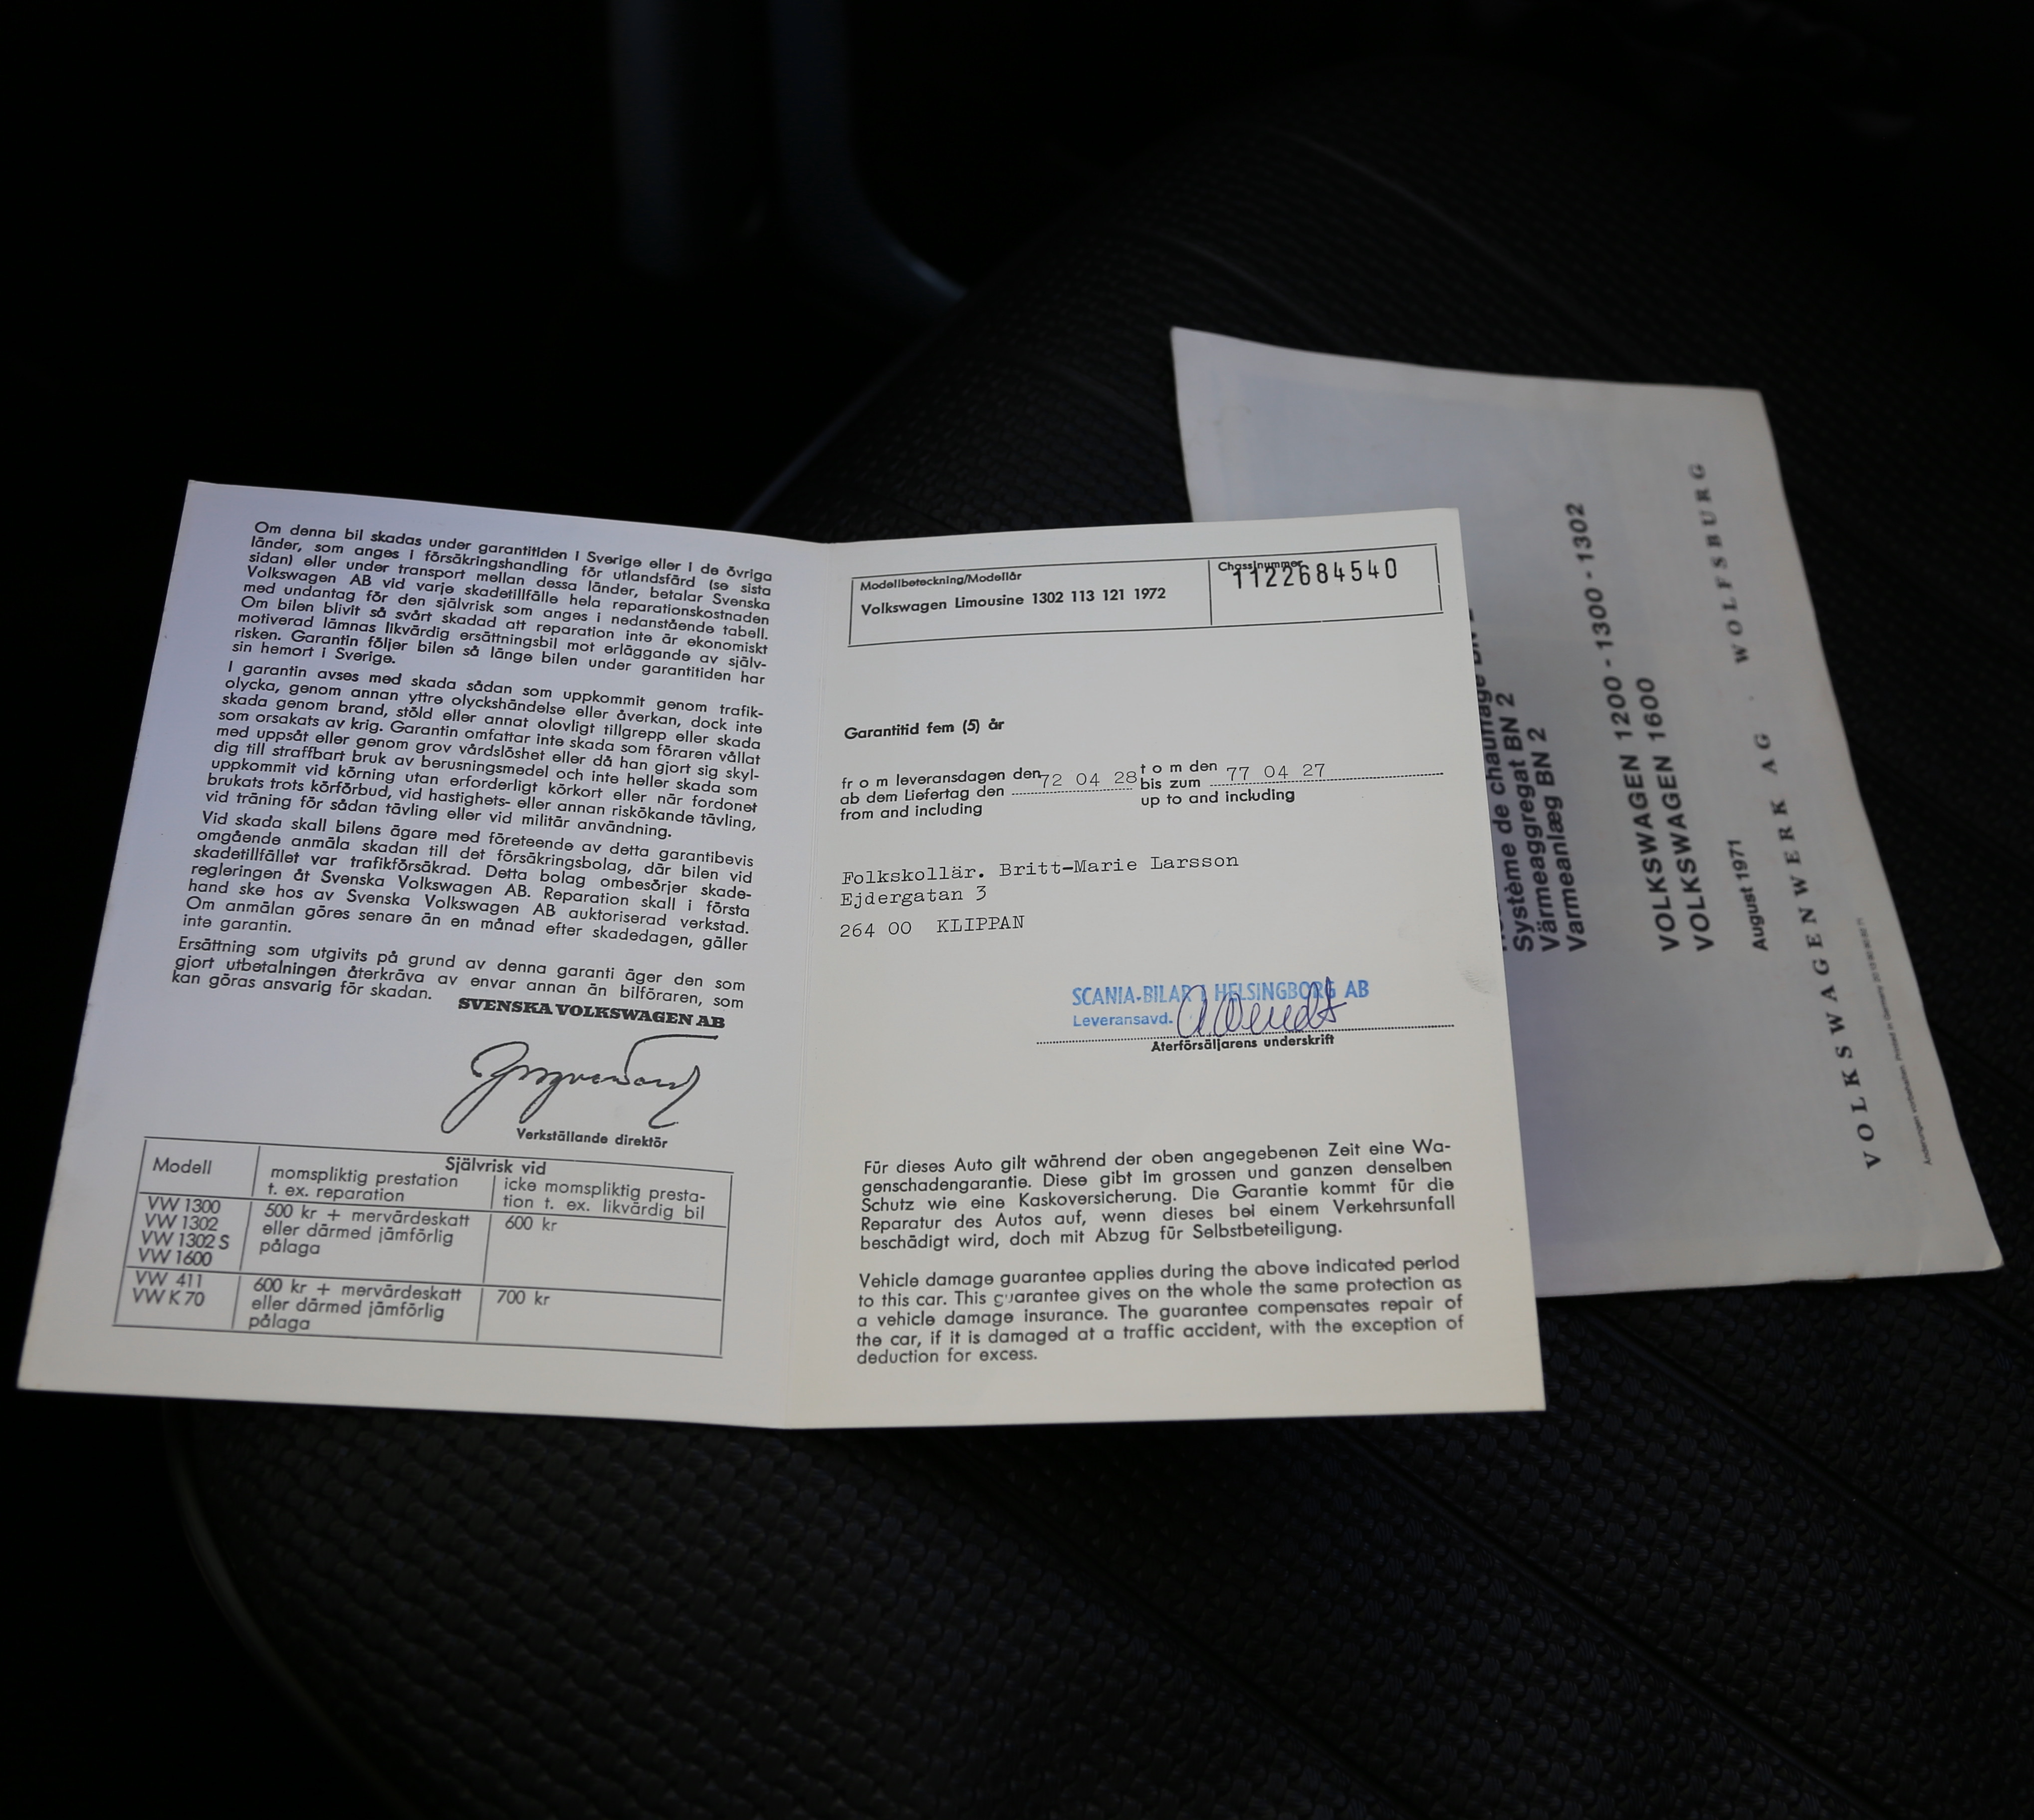 Om denna bil skadas under garantitiden i Sverige eller i de övriga
länder, som anges i försäkringshandling för utlandsfärd (se sista
sidan) eller under transport mellan dessa länder, betalar Svenska
Volkswagen AB vid varje skadetillfälle hela reparationskostnaden
med undantag för den självrisk som anges i nedanstående tabell.
Om bilen blivit så svårt skadad att reparation inte är ekonomiskt
motiverad lämnas likvärdig ersättningsbil mot erläggande av själv-
risken. Garantin följer bilen så länge bilen under garantitiden har
sin hemort i Sverige.
I garantin avses med skada sådan som uppkommit genom trafik-
olycka, genom annan yttre olyckshändelse eller åverkan, dock inte
skada genom brand, stöld eller annat olovligt tillgrepp eller skada
som orsakats av krig. Garantin omfattar inte skada som föraren vållat
med uppsåt eller genom grov vårdslöshet eller då han gjort sig skyl-
dig till straffbart bruk av berusningsmedel och inte heller skada som
uppkommit vid körning utan erforderligt körkort eller när fordonet
brukats trots körförbud, vid hastighets- eller annan riskökande tävling,
vid träning för sådan tävling eller vid militär användning.
Vid skada skall bilens ägare med företeende av detta garantibevis
omgående anmäla skadan till det försäkringsbolag, där bilen vid
skadetillfället var trafikförsäkrad. Detta bolag ombesörjer skade-
regleringen åt Svenska Volkswagen AB. Reparation skall i första
hand ske hos av Svenska Volkswagen AB auktoriserad verkstad.
Om anmälan göres senare än en månad efter skadedagen, gäller
inte garantin.
Ersättning som utgivits på grund av denna garanti äger den som
gjort utbetalningen återkräva av envar annan än bilföraren, som
kan göras ansvarig för skadan.
SVENSKA VOLKSWAGEN AB
Verkställande direktör
Modell
Självrisk vid
momspliktig prestation
t. ex. reparation
icke momspliktig presta-
tion t. ex. likvärdig bil
VW 1300
VW 1302
VW 1302 S
VW 1600
500 kr + mervärdeskatt
eller därmed jämförlig
pålaga
600 kr
VW 411
VW K 70
600 kr + mervärdeskatt
eller därmed jämförlig
pålaga
700 kr
Modellbeteckning/Modellår
Volkswagen Limousine 1302 113 121 1972
Chassinummer
1122684540
Garantitid fem (5) år
fr o m leveransdagen den 72 04 28 t o m den 77 04 27
ab dem Liefertag den bis zum
from and including up to and including
Folkskollär. Britt-Marie Larsson
Ejdergatan 3
264 00 KLIPPAN
SCANIA-BILAR I HELSINGBORG AB
Leveransavd.
Återförsäljarens underskrift
Für dieses Auto gilt während der oben angegebenen Zeit eine Wa-
genschadengarantie. Diese gibt im grossen und ganzen denselben
Schutz wie eine Kaskoversicherung. Die Garantie kommt für die
Reparatur des Autos auf, wenn dieses bei einem Verkehrsunfall
beschädigt wird, doch mit Abzug für Selbstbeteiligung.
Vehicle damage guarantee applies during the above indicated period
to this car. This guarantee gives on the whole the same protection as
a vehicle damage insurance. The guarantee compensates repair of
the car, if it is damaged at a traffic accident, with the exception of
deduction for excess.
de chauffage
Système de chauffage BN 2
Värmeaggregat BN 2
Varmeanlæg BN 2
VOLKSWAGEN 1200 - 1300 - 1302
VOLKSWAGEN 1600
August 1971
VOLKSWAGENWERK AG · WOLFSBURG
Änderungen vorbehalten. Printed in Germany